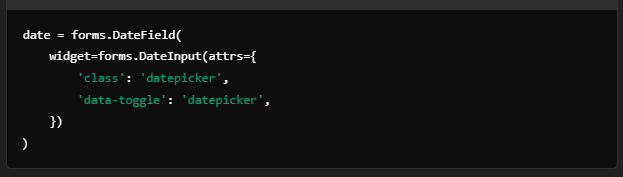 date = forms.DateField(
    widget=forms.DateInput(attrs={
        'class': 'datepicker',
        'data-toggle': 'datepicker',
    })
)